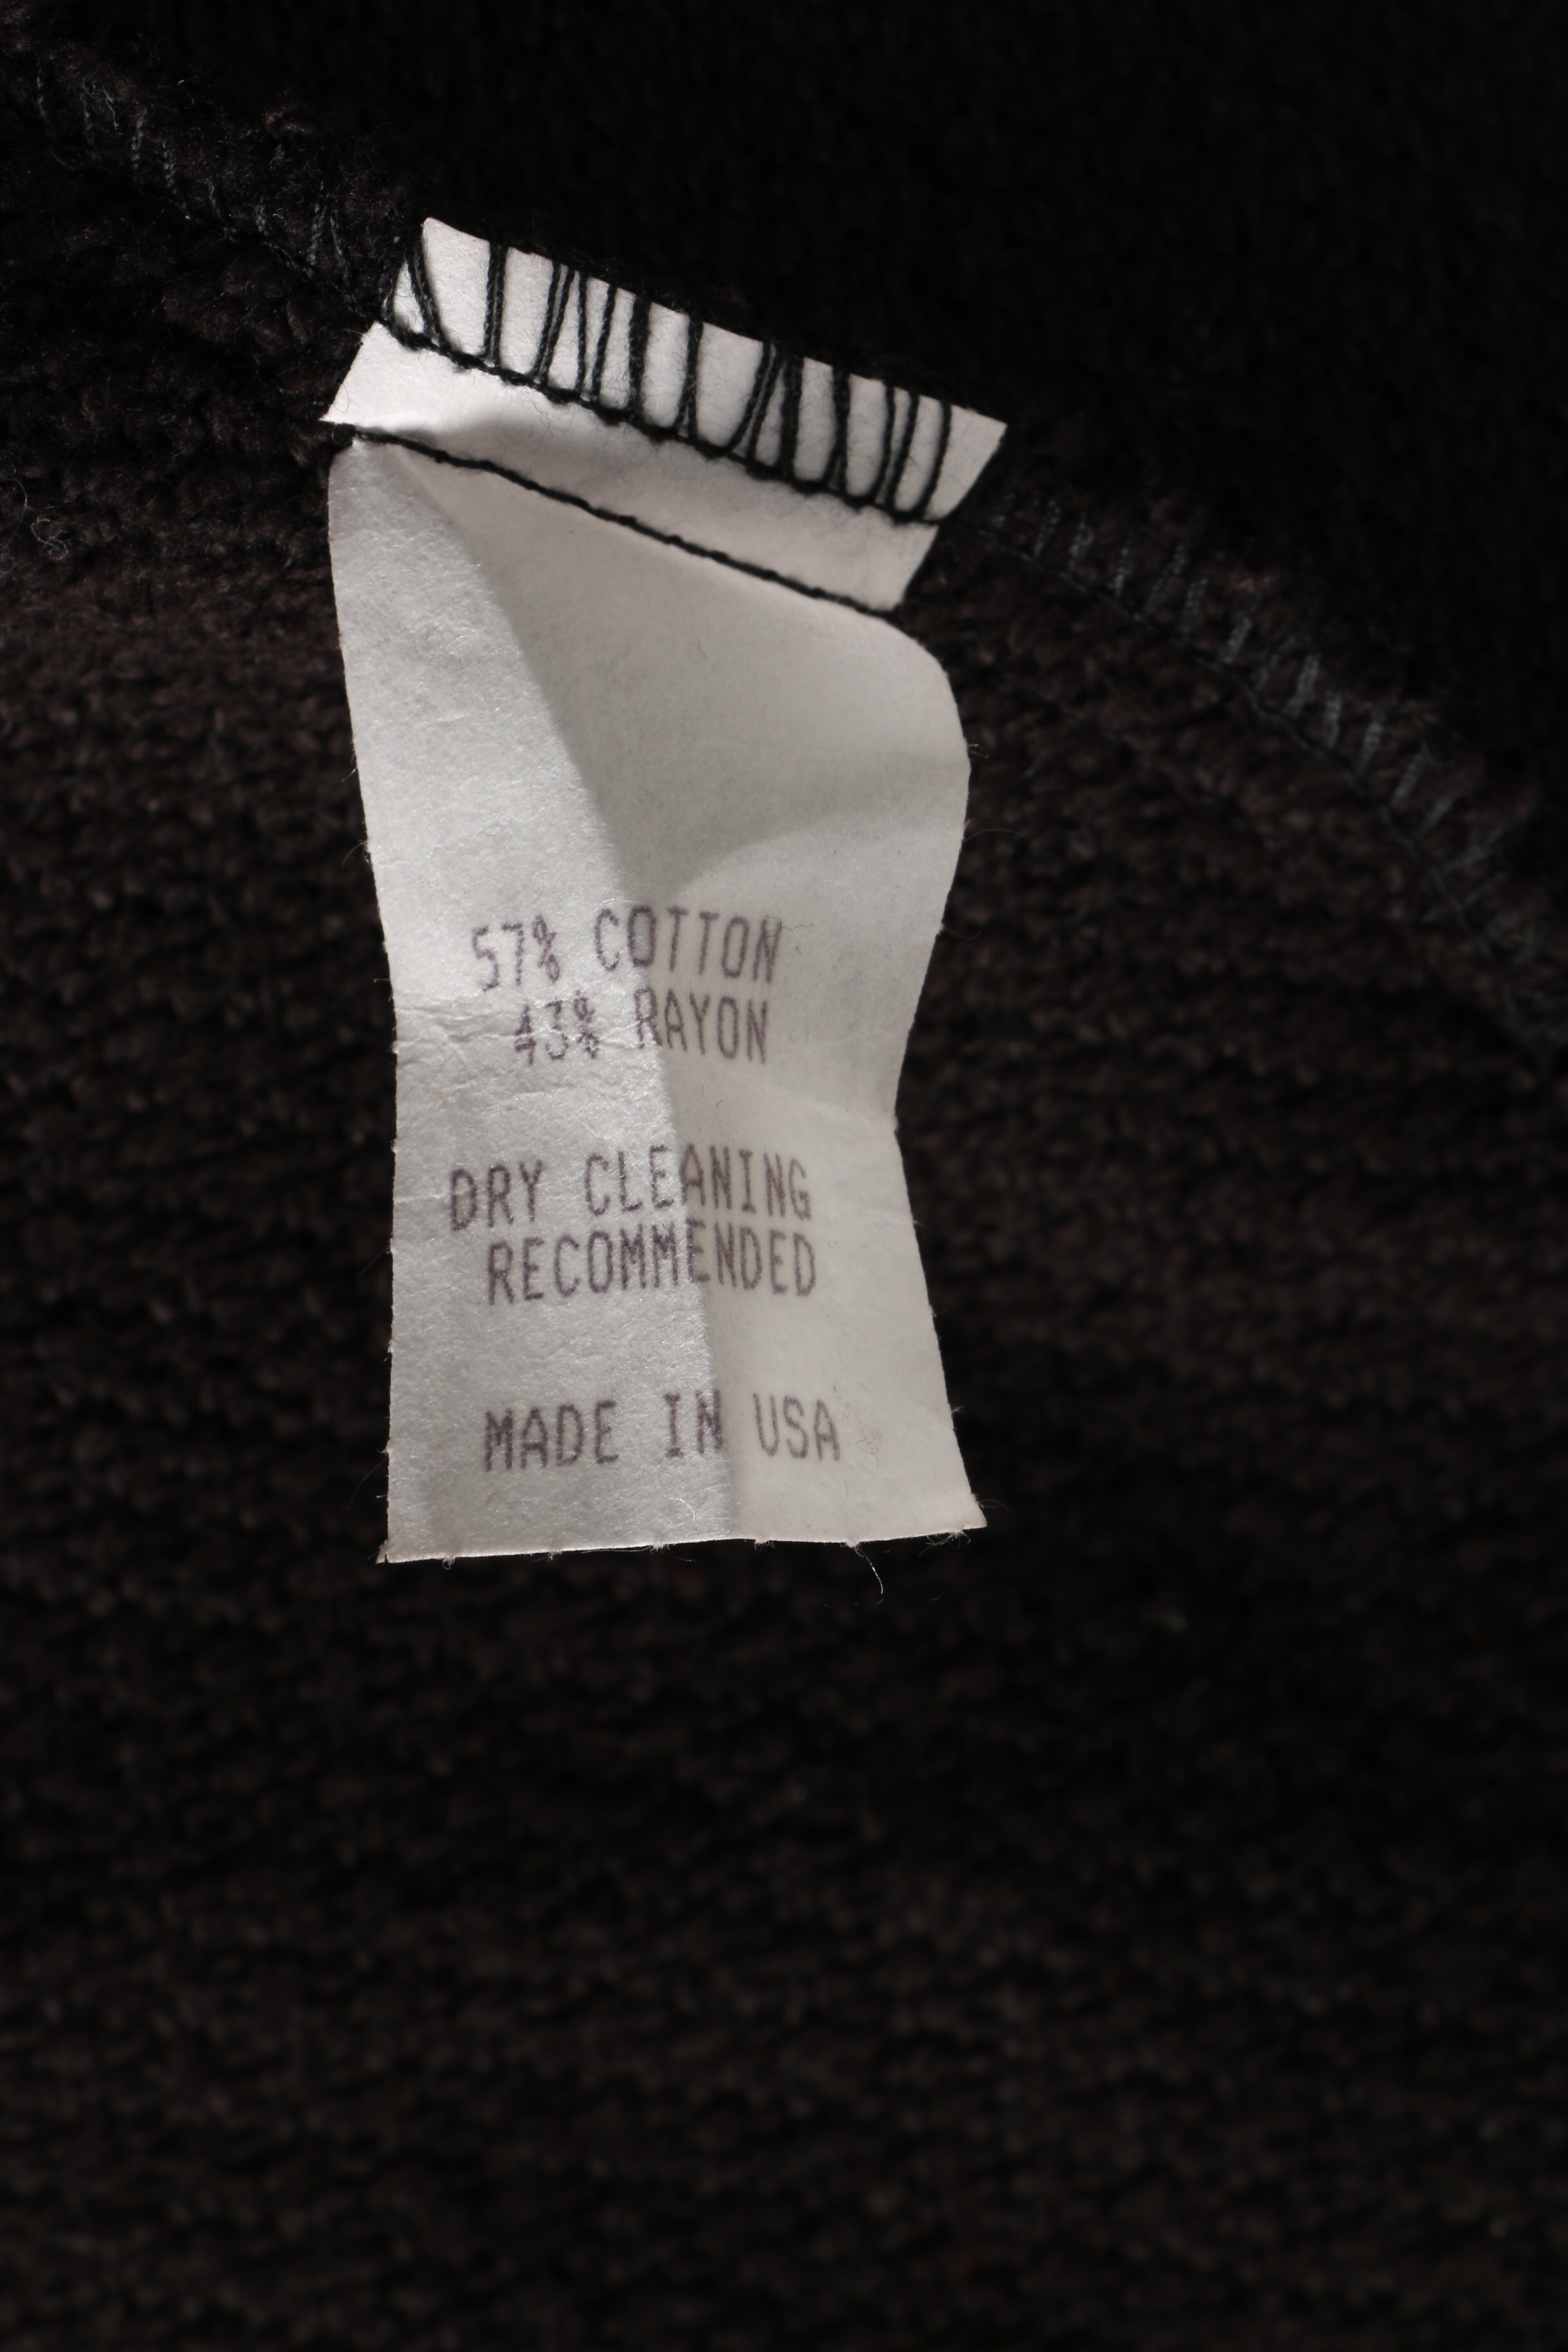 57% COTTON
43% RAYON
DRY CLEANING
RECOMMENDED
MADE IN USA